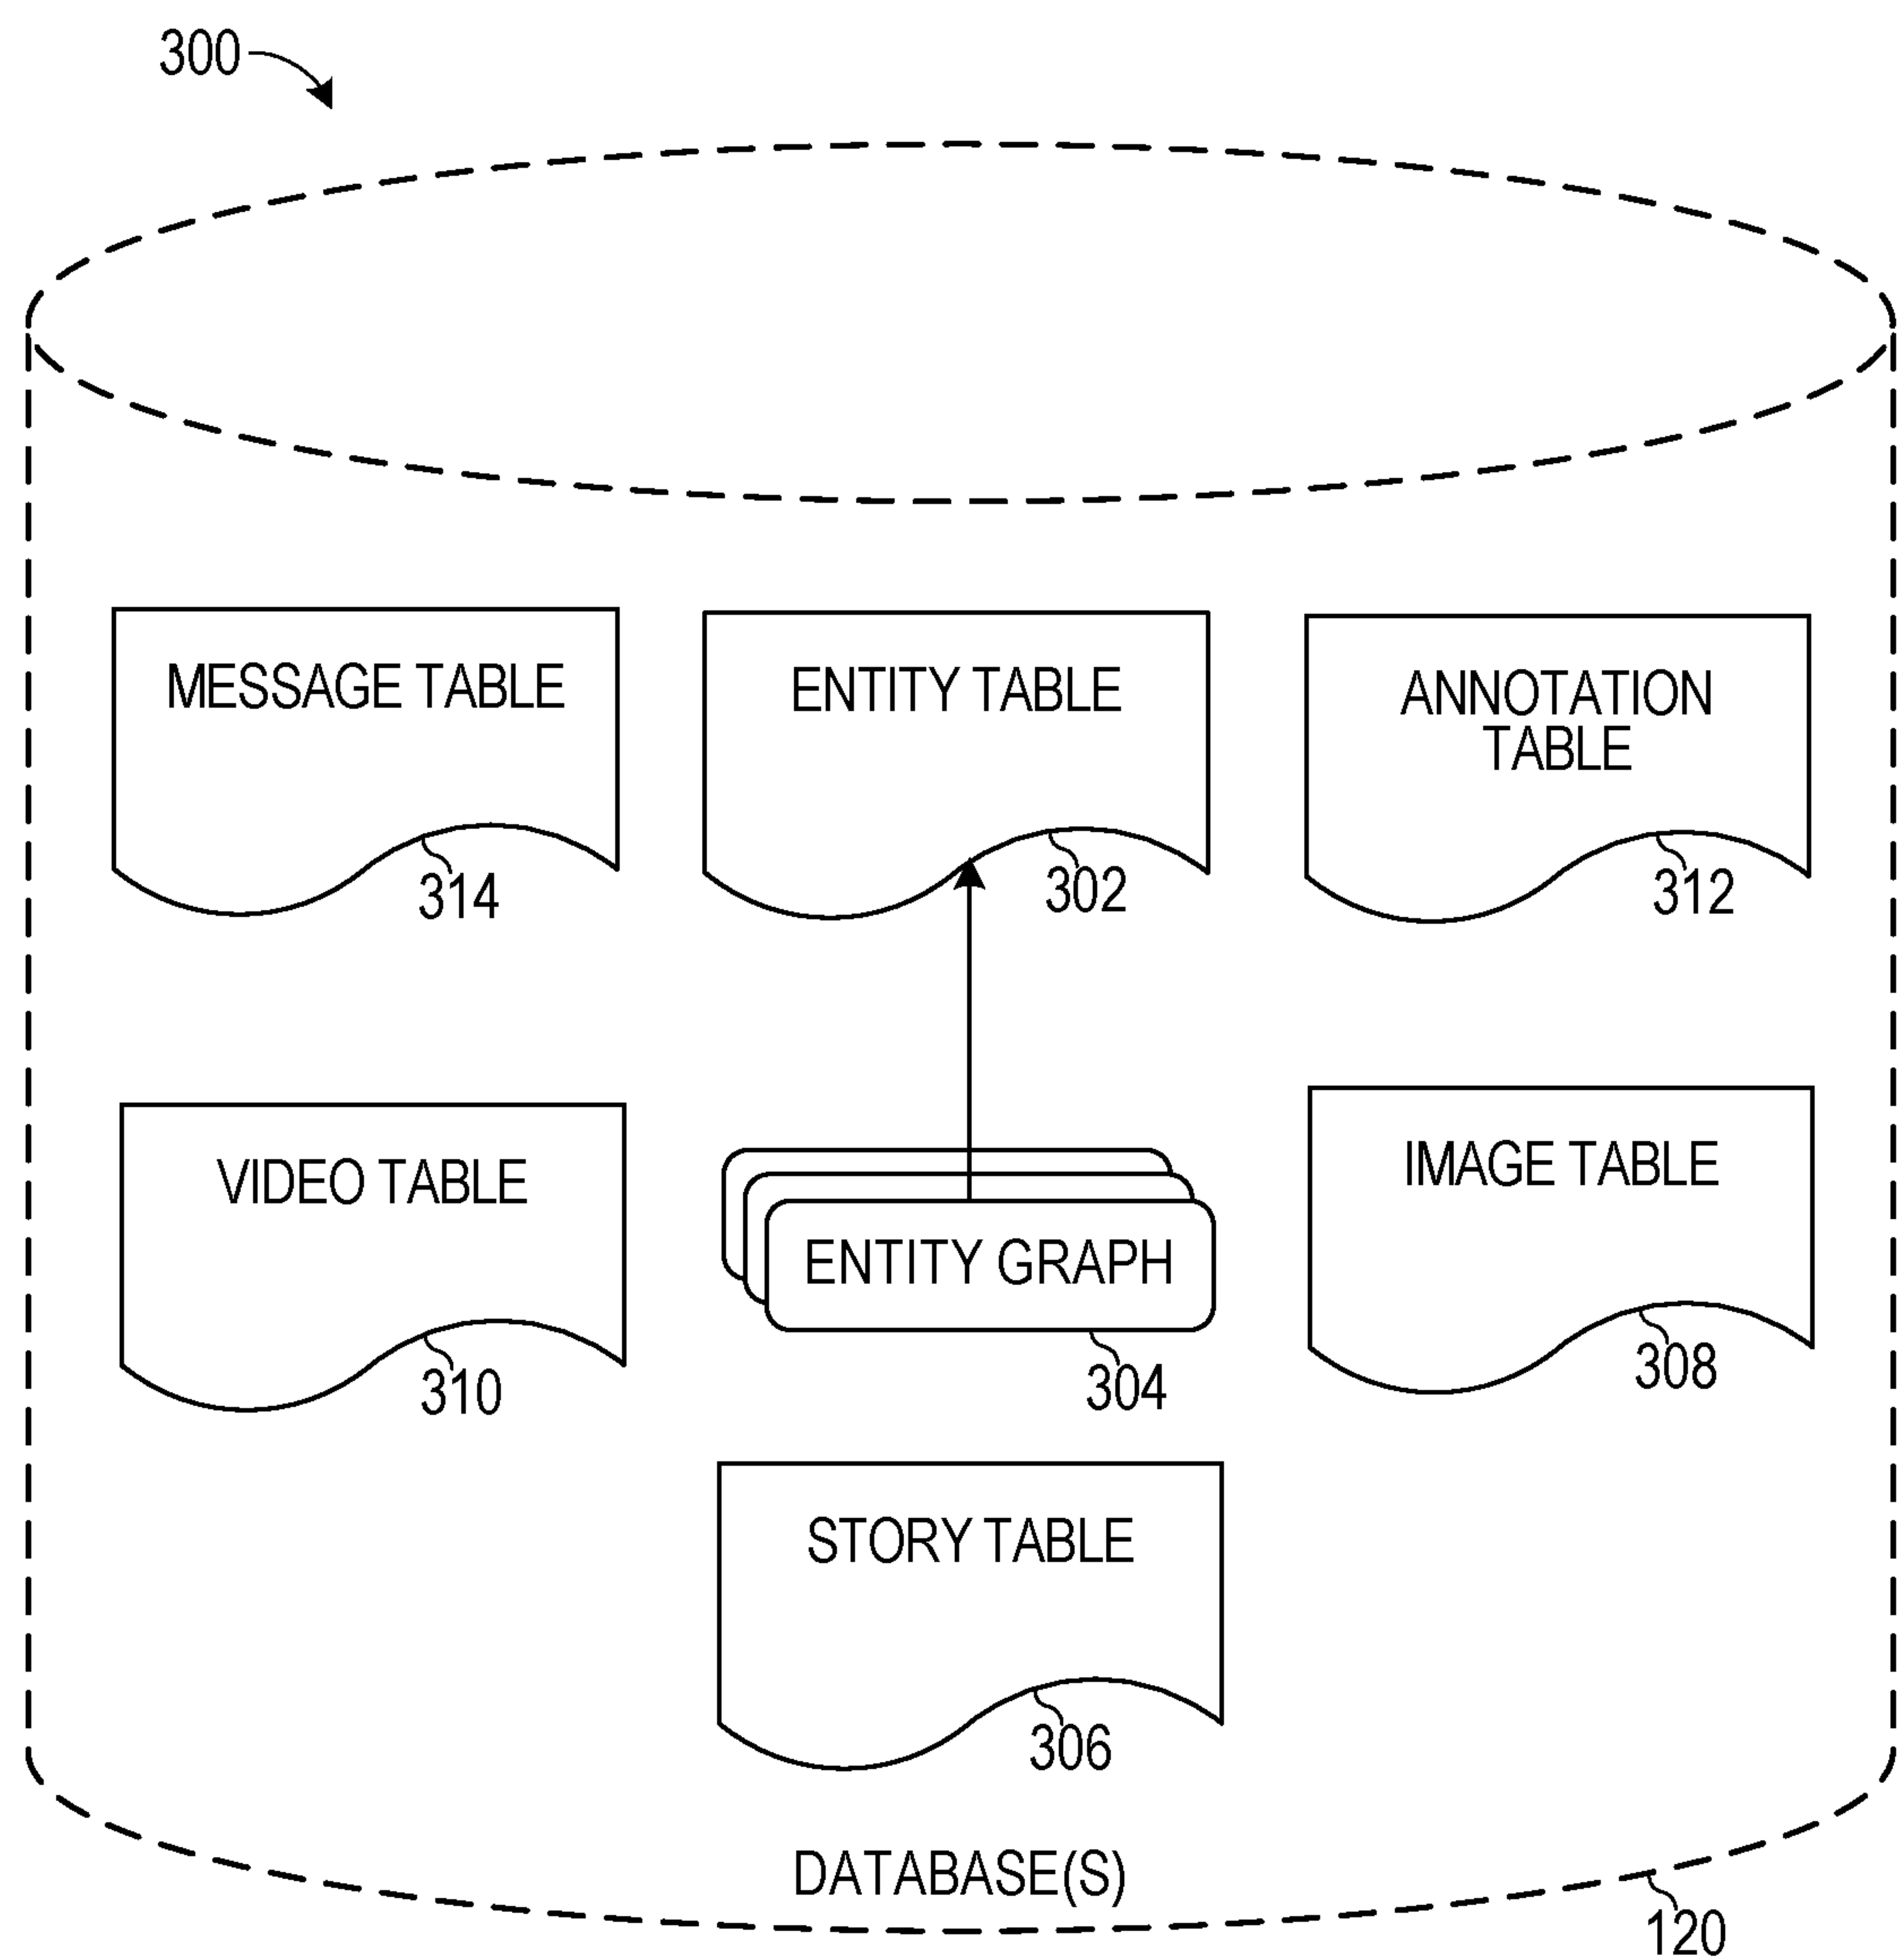 300
MESSAGE TABLE
314
ENTITY TABLE
302
ANNOTATION
TABLE
312
VIDEO TABLE
310
ENTITY GRAPH
304
IMAGE TABLE
308
STORY TABLE
306
DATABASE(S)
120